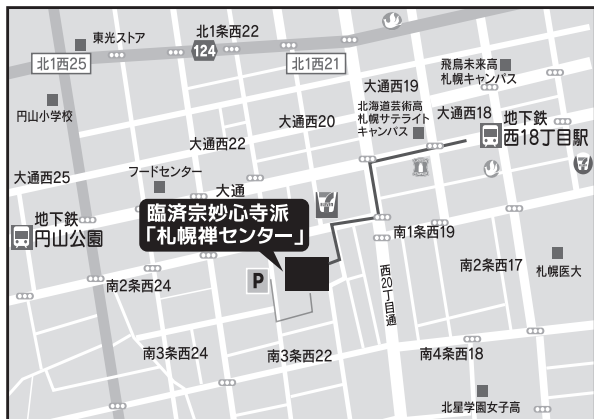 東光ストア
北1条西22
124
北1西25
北1西21
飛鳥未来高
札幌キャンパス
大通西19
円山小学校
北海道芸術高
札幌サテライト
キャンパス
大通西18
地下鉄
西18丁目駅
大通西20
大通西22
フードセンター
大通西25
大通
7
ELEVEN
7
臨済宗妙心寺派
「札幌禅センター」
地下鉄
円山公園
南1条西19
南2条西17
札幌医大
西20丁目通
P
南2条西24
南3条西24
南3条西22
南4条西18
北星学園女子高